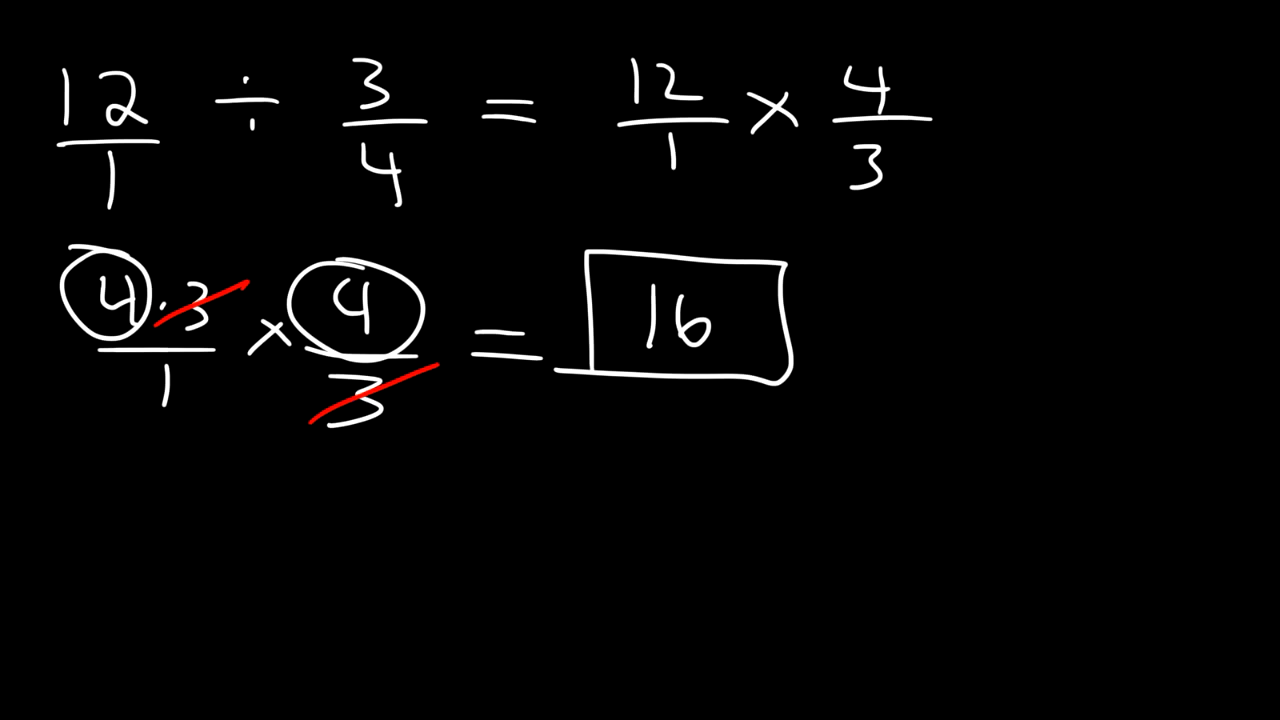 12/1 ÷ 3/4 = 12/1 × 4/3
4·3/1 × 4/3 = 16